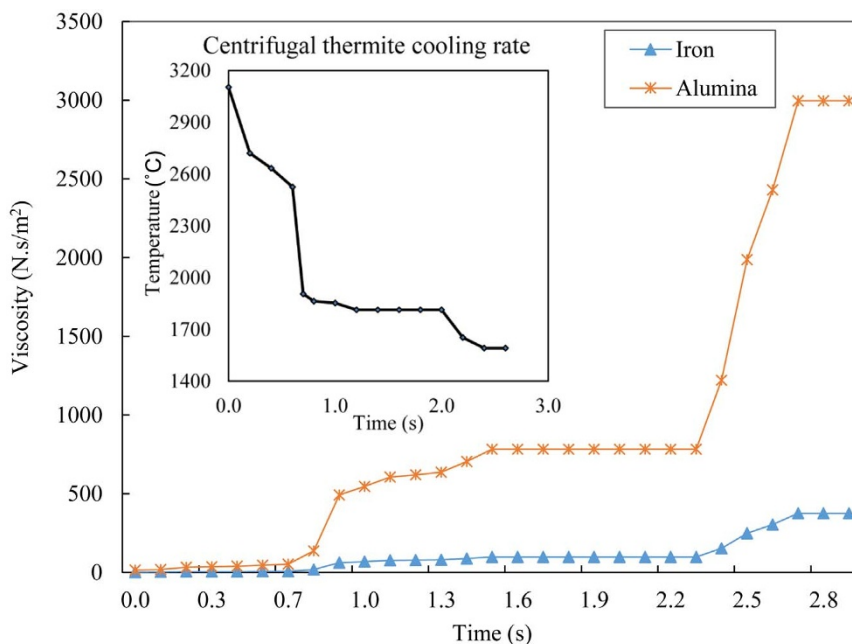 3500
3000
2500
2000
1500
1000
500
0
Viscosity (N.s/m²)
0.0 0.3 0.7 1.0 1.3 1.6 1.9 2.2 2.5 2.8
Time (s)
Iron
Alumina
Centrifugal thermite cooling rate
3200
2900
2600
2300
2000
1700
1400
Temperature (°C)
0.0 1.0 2.0 3.0
Time (s)